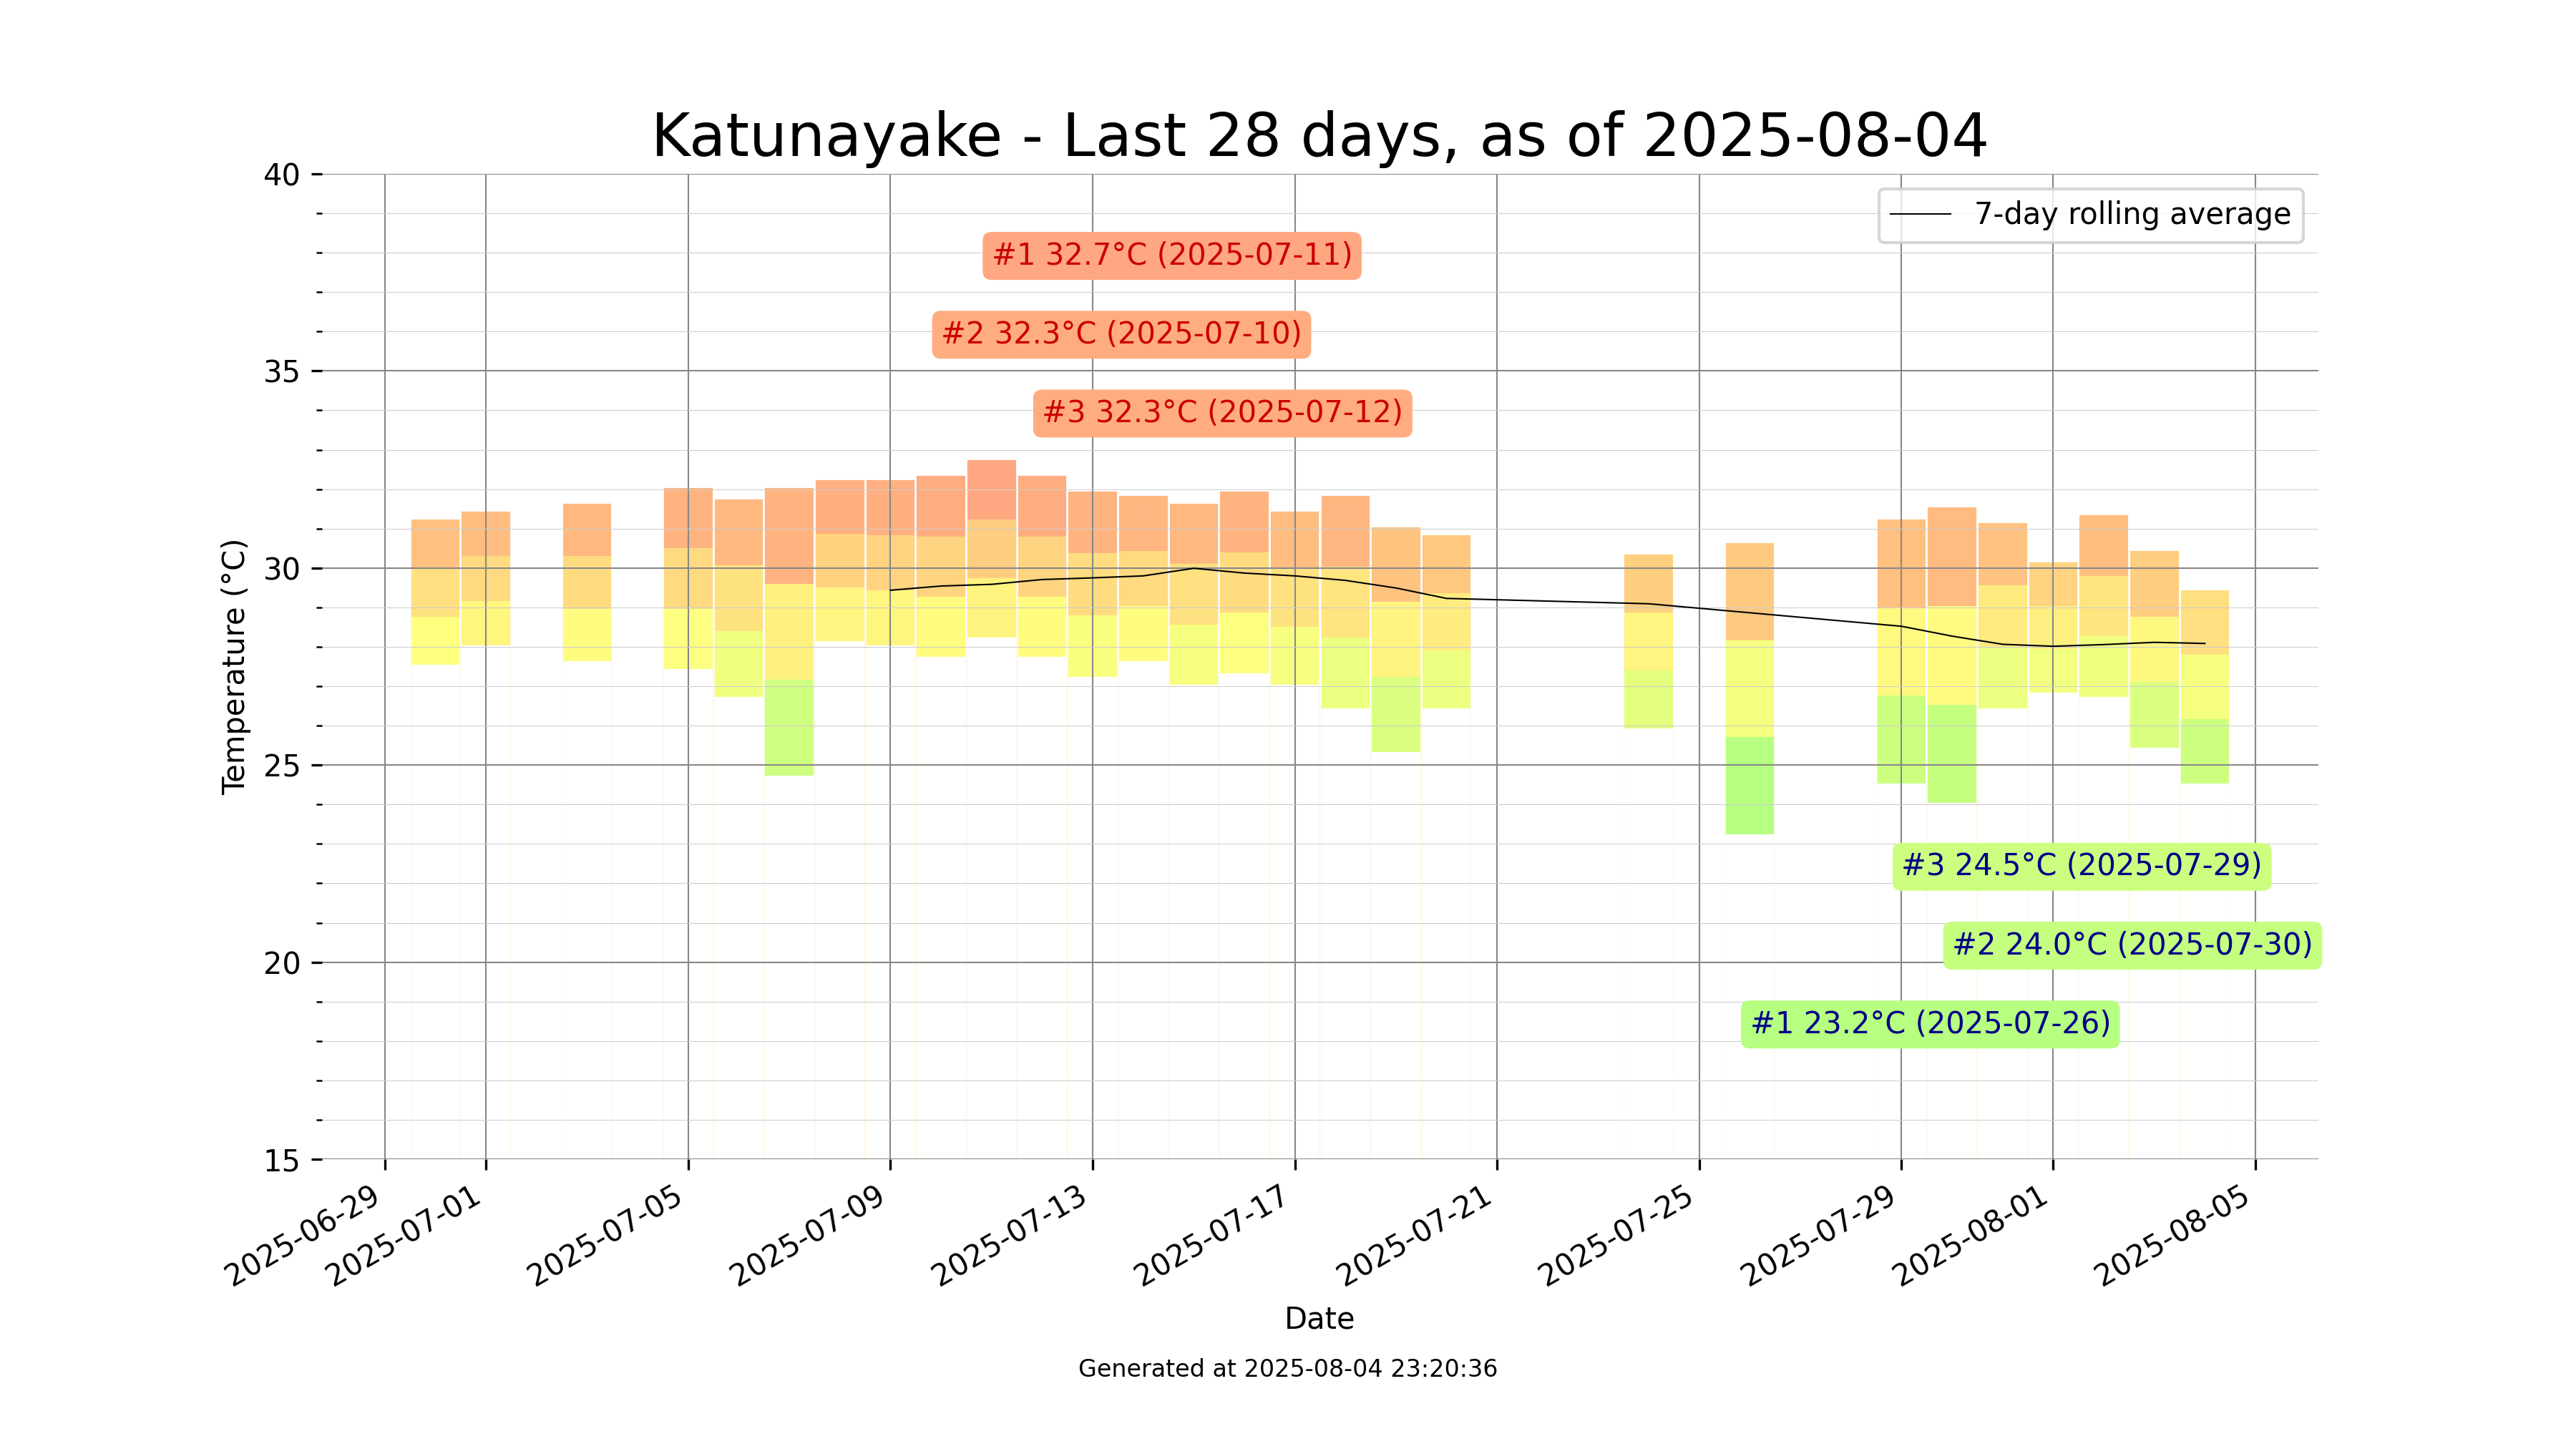 Katunayake - Last 28 days, as of 2025-08-04
40
7-day rolling average
#1 32.7°C (2025-07-11)
#2 32.3°C (2025-07-10)
35
#3 32.3°C (2025-07-12)
30
Temperature (°C)
25
#3 24.5°C (2025-07-29)
#2 24.0°C (2025-07-30)
20
#1 23.2°C (2025-07-26)
15
2025-06-29
2025-07-01
2025-07-05
2025-07-09
2025-07-13
2025-07-17
2025-07-21
2025-07-25
2025-07-29
2025-08-01
2025-08-05
Date
Generated at 2025-08-04 23:20:36